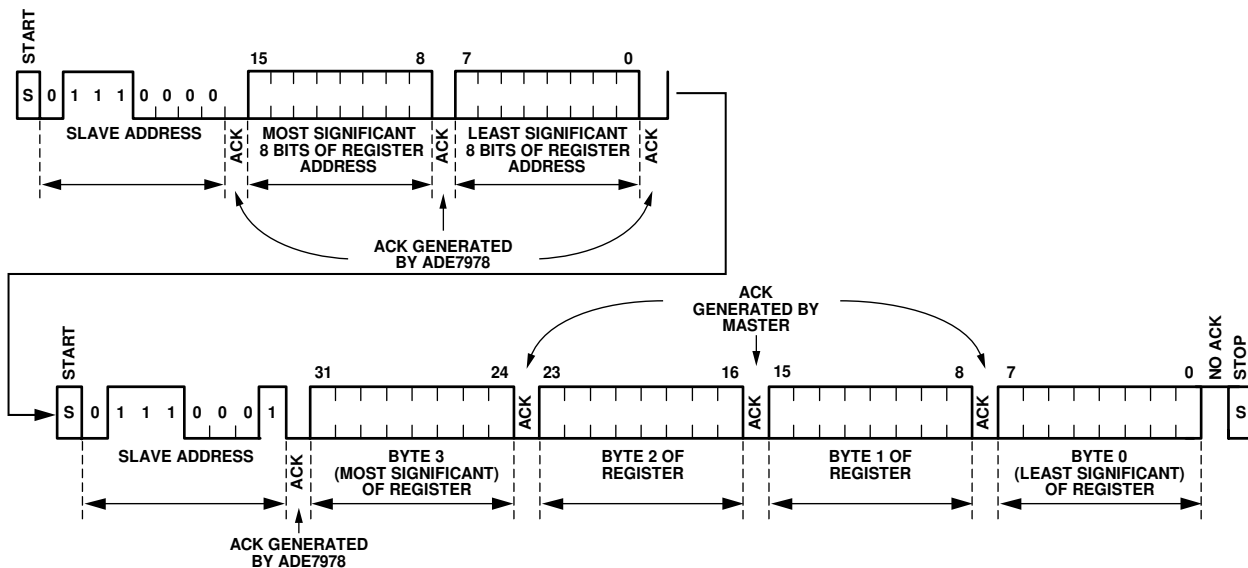 START
15 8 7 0
S 0 1 1 1 0 0 0 0
SLAVE ADDRESS
ACK
MOST SIGNIFICANT
8 BITS OF REGISTER
ADDRESS
ACK
LEAST SIGNIFICANT
8 BITS OF REGISTER
ADDRESS
ACK
ACK GENERATED
BY ADE7978
ACK
GENERATED BY
MASTER
START
31 24 23 16 15 8 7 0
NO ACK
STOP
S 0 1 1 1 0 0 0 1
S
SLAVE ADDRESS
ACK
BYTE 3
(MOST SIGNIFICANT)
OF REGISTER
ACK
BYTE 2 OF
REGISTER
ACK
BYTE 1 OF
REGISTER
ACK
BYTE 0
(LEAST SIGNIFICANT)
OF REGISTER
ACK GENERATED
BY ADE7978